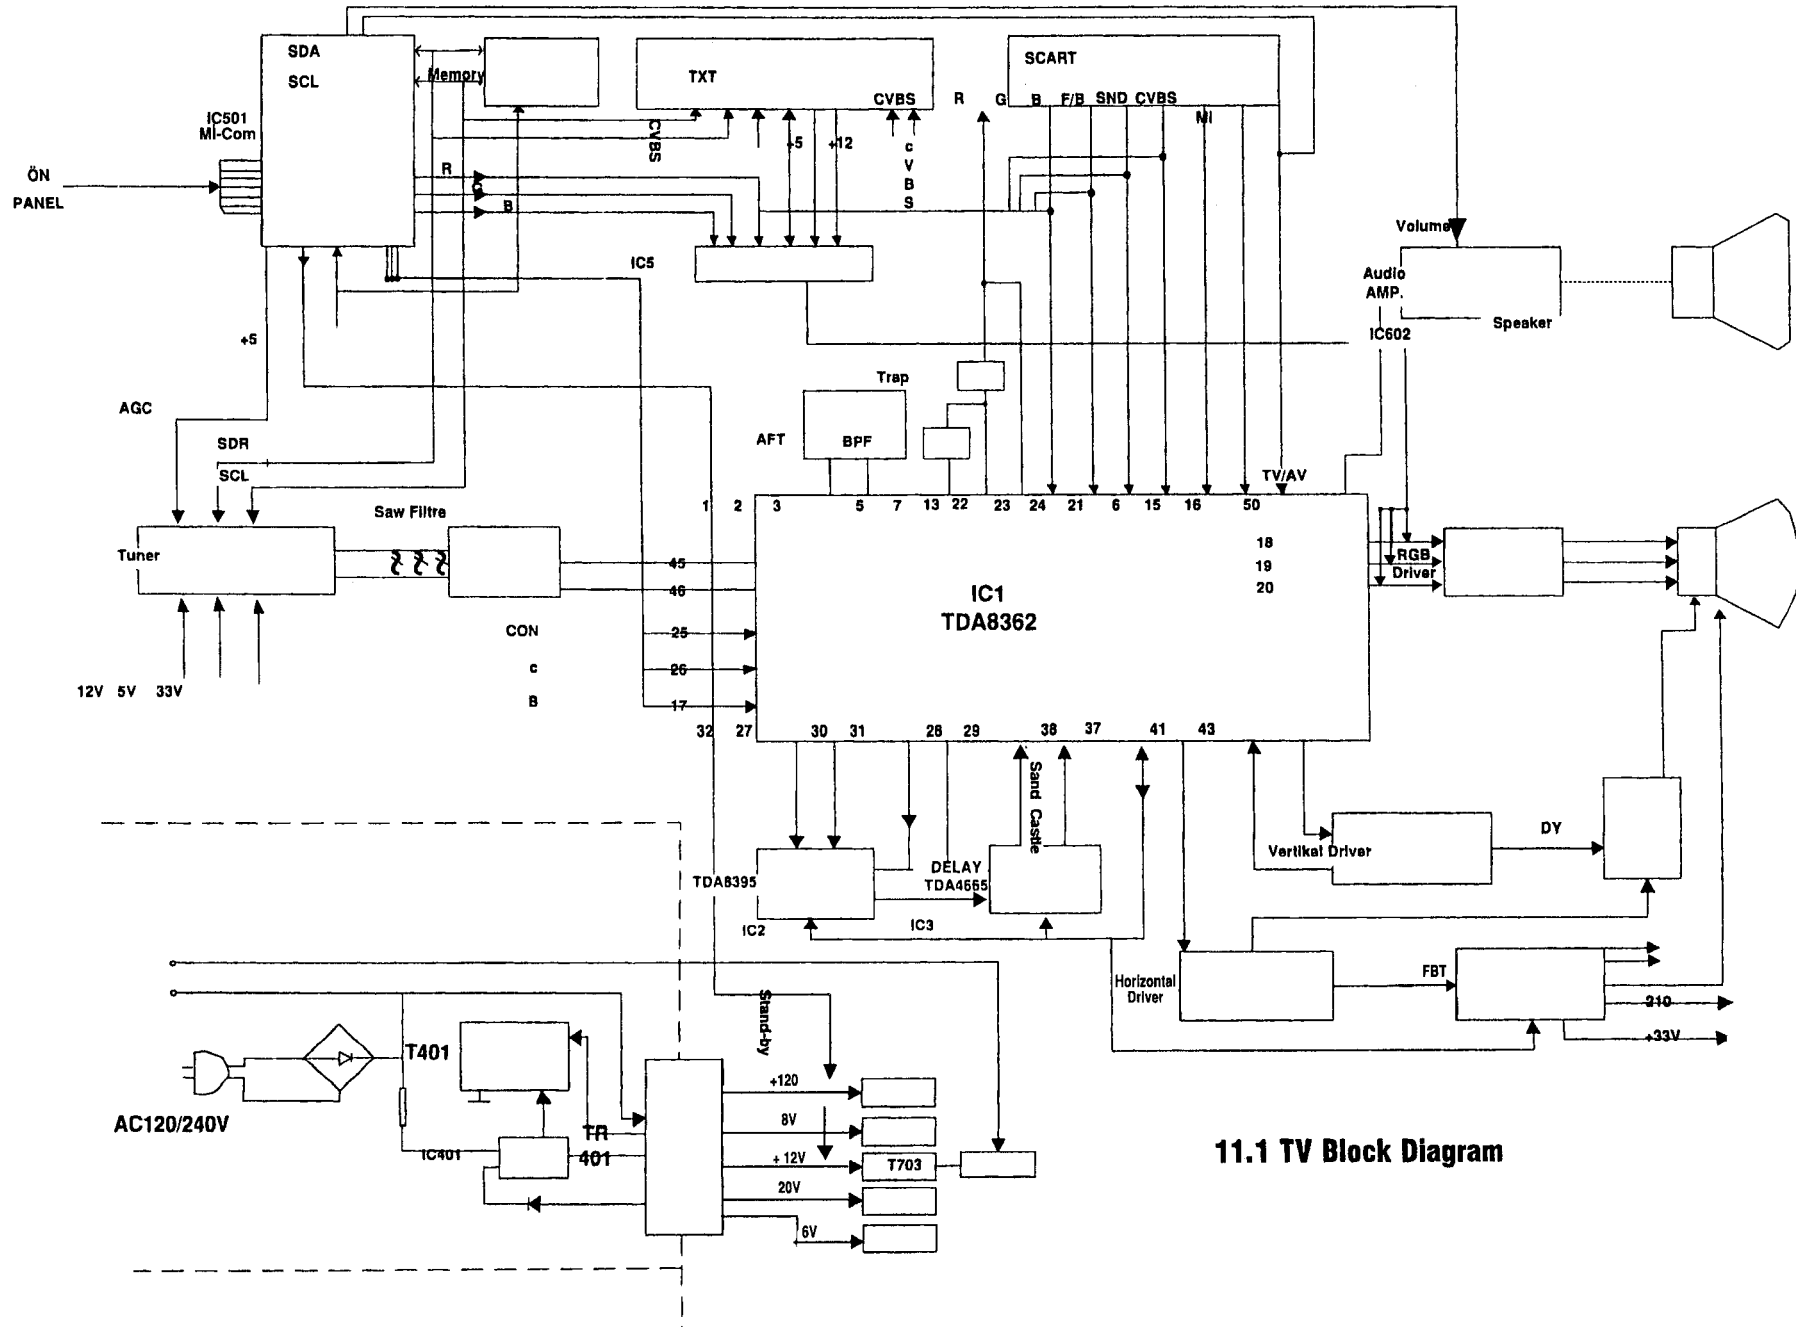 SDA
SCL
Memory
TXT
CVBS
SCART
R G B F/B SND CVBS
MI
IC501
MI-Com
ÖN
PANEL
R
G
B
CVBS
+5
+12
c
V
B
S
IC5
Volume
Audio
AMP.
IC602
Speaker
+5
AGC
SDR
SCL
Trap
AFT
BPF
TV/AV
Saw Filtre
Tuner
1 2 3 5 7 13 22 23 24 21 6 15 16 50
45
46
18
19
20
RGB
Driver
IC1
TDA8362
CON
c
B
25
26
17
12V 5V 33V
32 27 30 31 28 29 38 37 41 43
Sand Castle
TDA8395
IC2
DELAY
TDA4665
IC3
Vertikal Driver
DY
Horizontal
Driver
FBT
210
+33V
Stand-by
T401
AC120/240V
IC401
TR
401
+120
8V
+12V
T703
20V
6V
11.1 TV Block Diagram